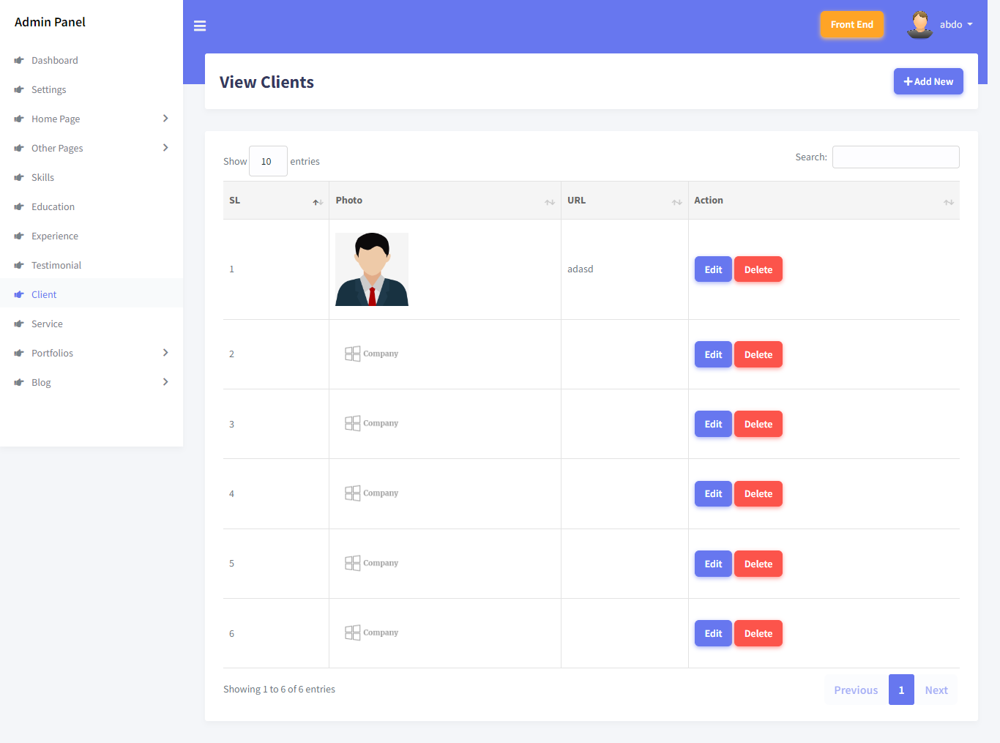 Admin Panel
Dashboard
Settings
Home Page
Other Pages
Skills
Education
Experience
Testimonial
Client
Service
Portfolios
Blog
Front End
abdo
View Clients
Add New
Show 10 entries
Search:
SL Photo URL Action
1 adasd Edit Delete
2 Company Edit Delete
3 Company Edit Delete
4 Company Edit Delete
5 Company Edit Delete
6 Company Edit Delete
Showing 1 to 6 of 6 entries
Previous 1 Next